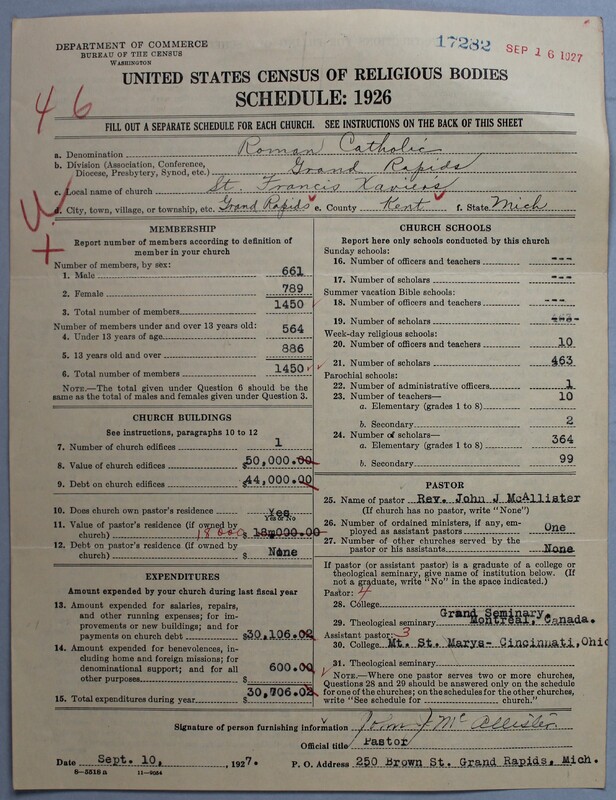 DEPARTMENT OF COMMERCE
BUREAU OF THE CENSUS
WASHINGTON
17282 SEP 16 1927
UNITED STATES CENSUS OF RELIGIOUS BODIES
SCHEDULE: 1926
46
FILL OUT A SEPARATE SCHEDULE FOR EACH CHURCH. SEE INSTRUCTIONS ON THE BACK OF THIS SHEET
a. Denomination Roman Catholic
b. Division (Association, Conference, Diocese, Presbytery, Synod, etc.) Grand Rapids
c. Local name of church St. Francis Xavier's
d. City, town, village, or township, etc. Grand Rapids e. County Kent f. State Mich
MEMBERSHIP
Report number of members according to definition of
member in your church
Number of members, by sex:
1. Male 661
2. Female 789
3. Total number of members 1450
Number of members under and over 13 years old:
4. Under 13 years of age 564
5. 13 years old and over 886
6. Total number of members 1450
NOTE.—The total given under Question 6 should be the
same as the total of males and females given under Question 3.
CHURCH BUILDINGS
See instructions, paragraphs 10 to 12
7. Number of church edifices 1
8. Value of church edifices $50,000.00
9. Debt on church edifices $44,000.00
10. Does church own pastor's residence Yes
Yes or No
11. Value of pastor's residence (if owned by
church) 18000 $ 18m000.00
12. Debt on pastor's residence (if owned by
church) $ None
EXPENDITURES
Amount expended by your church during last fiscal year
13. Amount expended for salaries, repairs,
and other running expenses; for im-
provements or new buildings; and for
payments on church debt $30,106.02
14. Amount expended for benevolences, in-
cluding home and foreign missions; for
denominational support; and for all
other purposes $ 600.00
15. Total expenditures during year $30,706.02
CHURCH SCHOOLS
Report here only schools conducted by this church
Sunday schools:
16. Number of officers and teachers ---
17. Number of scholars
Summer vacation Bible schools:
18. Number of officers and teachers ---
19. Number of scholars
Week-day religious schools:
20. Number of officers and teachers 10
21. Number of scholars 463
Parochial schools:
22. Number of administrative officers 1
23. Number of teachers— 10
a. Elementary (grades 1 to 8)
b. Secondary 2
24. Number of scholars— 364
a. Elementary (grades 1 to 8)
b. Secondary 99
PASTOR
25. Name of pastor Rev. John J McAllister
(If church has no pastor, write "None")
26. Number of ordained ministers, if any, em-
ployed as assistant pastors One
27. Number of other churches served by the
pastor or his assistants None
If pastor (or assistant pastor) is a graduate of a college or
theological seminary, give name of institution below. (If
not a graduate, write "No" in the space indicated.)
Pastor: 4
28. College
Grand Seminary,
29. Theological seminary Montreal, Canada.
Assistant pastor: 3
30. College Mt. St. Marys- Cincinnati, Ohio
31. Theological seminary
NOTE.—Where one pastor serves two or more churches,
Questions 28 and 29 should be answered only on the schedule
for one of the churches; on the schedules for the other churches,
write "See schedule for church."
Signature of person furnishing information John J. McAllister
Official title Pastor
Date Sept. 10, , 1927. P. O. Address 250 Brown St. Grand Rapids, Mich.
8-5518a 11-9054